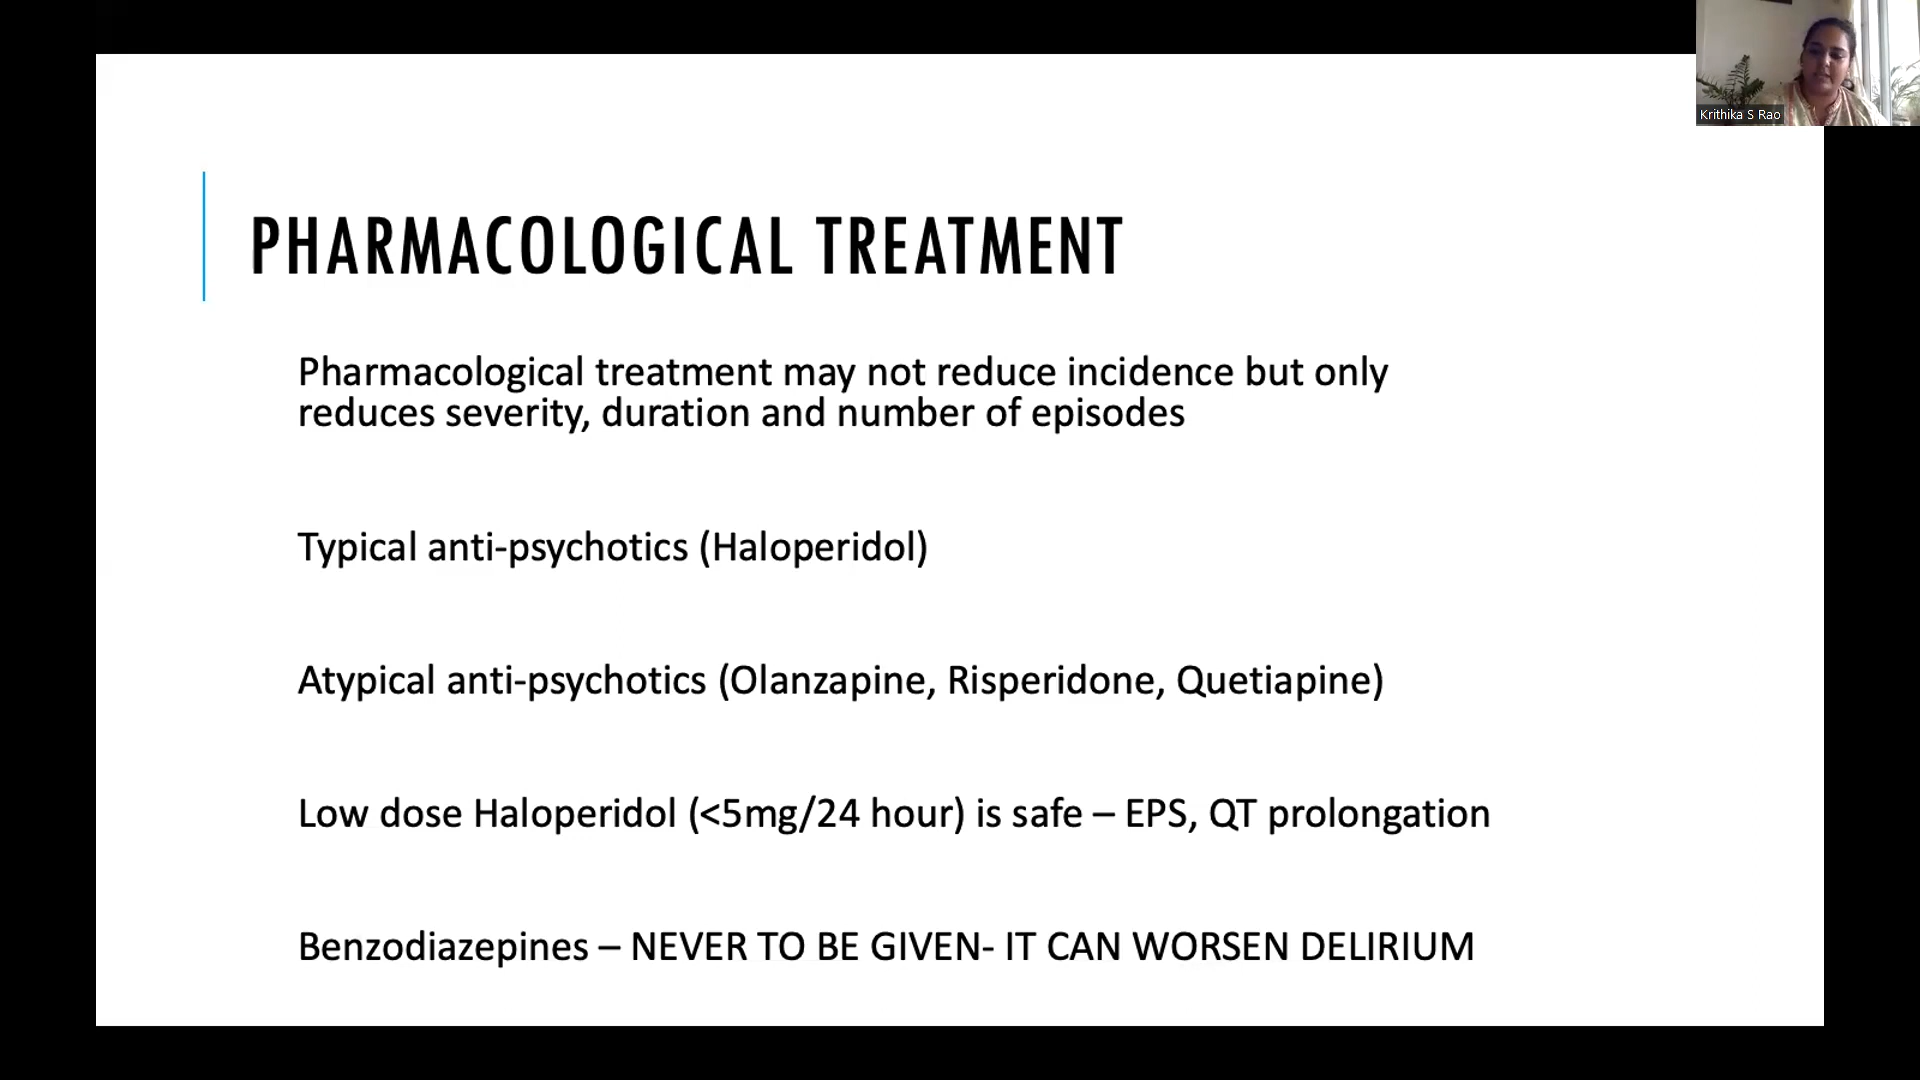 Krithika S Rao
PHARMACOLOGICAL TREATMENT
Pharmacological treatment may not reduce incidence but only
reduces severity, duration and number of episodes
Typical anti-psychotics (Haloperidol)
Atypical anti-psychotics (Olanzapine, Risperidone, Quetiapine)
Low dose Haloperidol (<5mg/24 hour) is safe – EPS, QT prolongation
Benzodiazepines – NEVER TO BE GIVEN- IT CAN WORSEN DELIRIUM